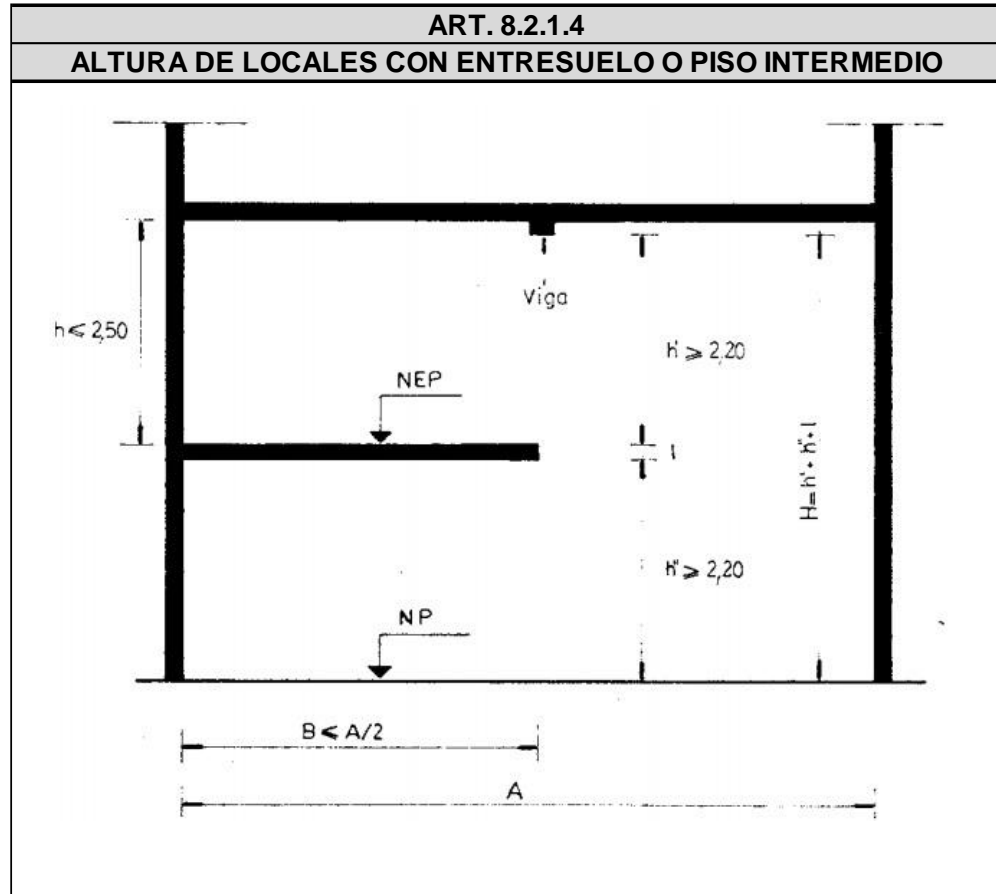 ART. 8.2.1.4
ALTURA DE LOCALES CON ENTRESUELO O PISO INTERMEDIO
Viga
h ⩽ 2,50
h' ⩾ 2,20
NEP
l
H = h' + h" + l
h" ⩾ 2,20
NP
B ⩽ A/2
A